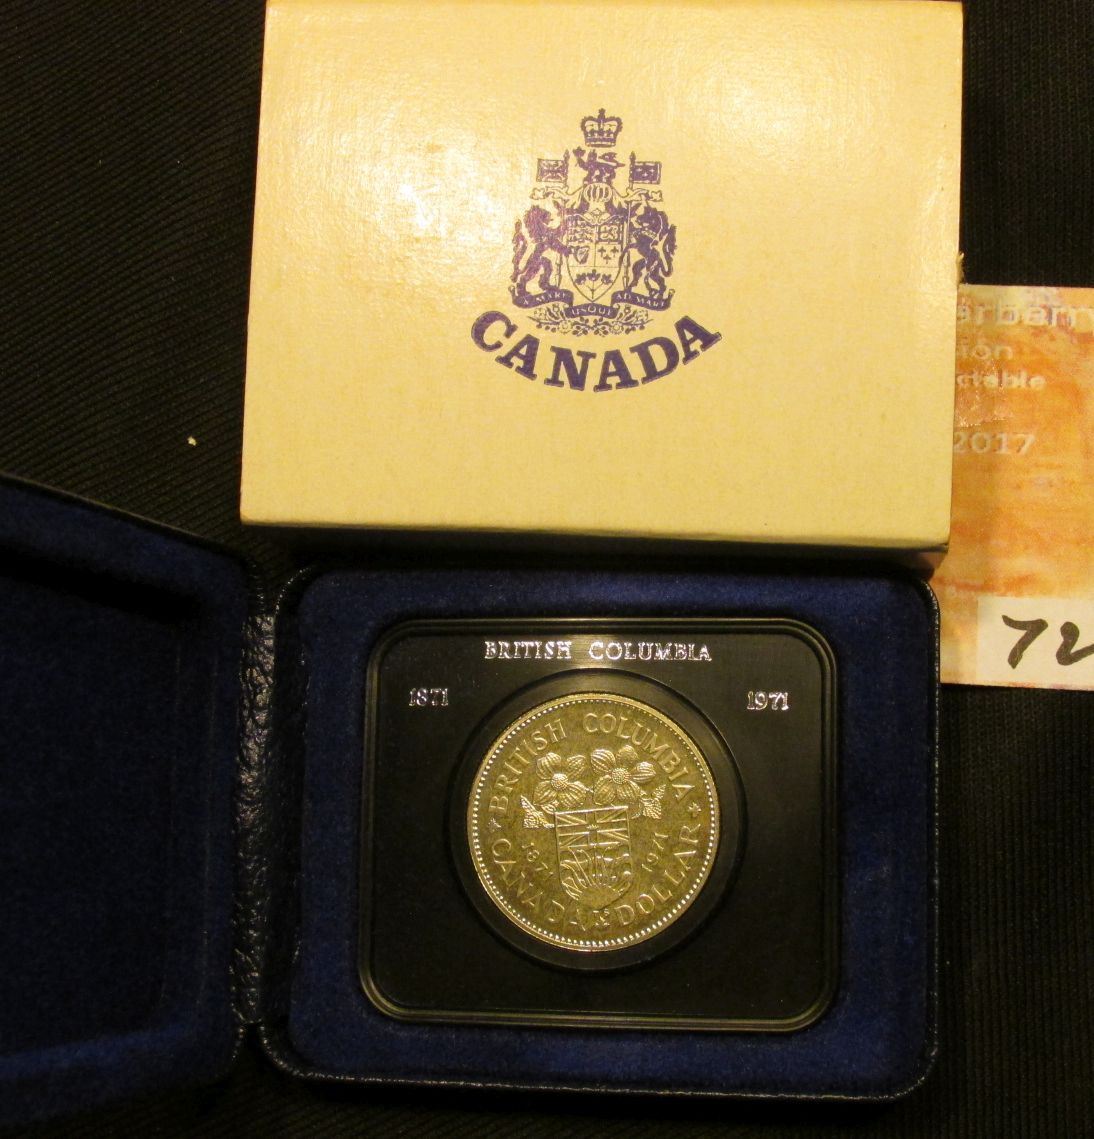 A MARI USQUE AD MARE
CANADA
2017
72
BRITISH COLUMBIA
1871 1971
BRITISH COLUMBIA
1871 1971
CANADA DOLLAR